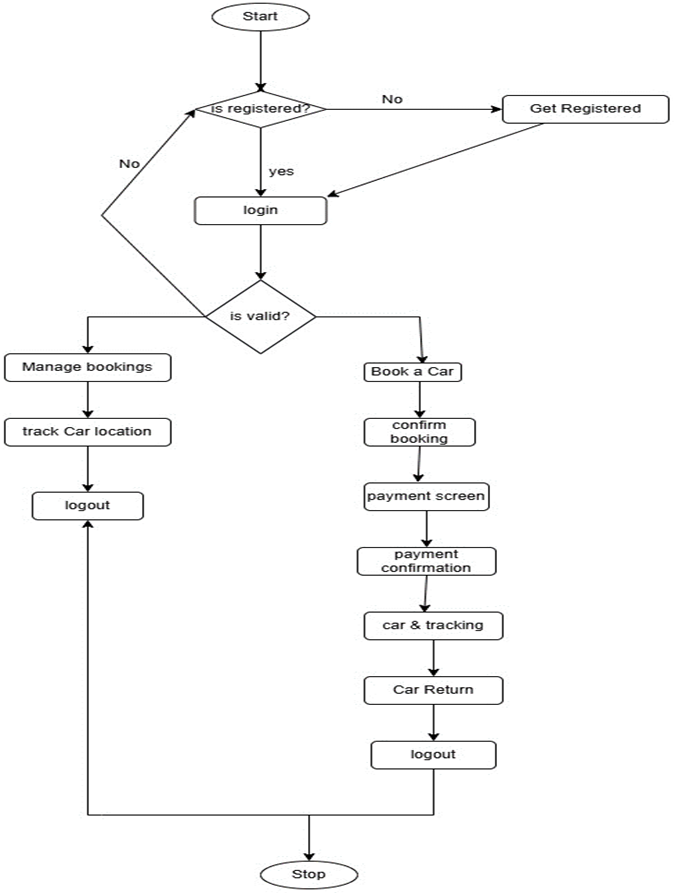 Start
is registered?
No
Get Registered
No
yes
login
is valid?
Manage bookings
Book a Car
track Car location
confirm
booking
logout
payment screen
payment
confirmation
car & tracking
Car Return
logout
Stop